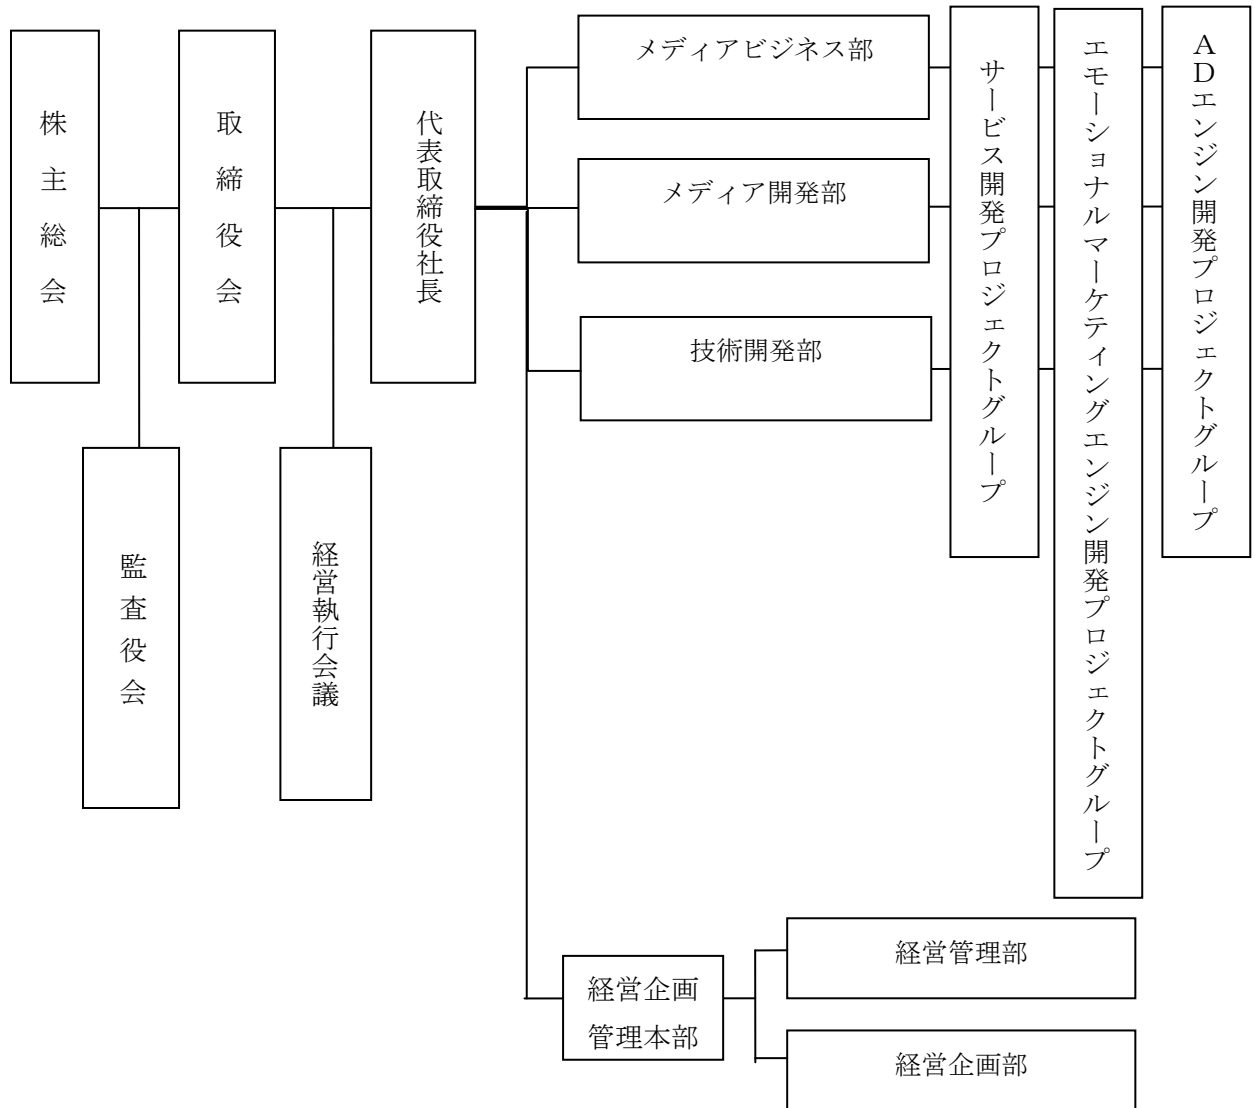 株主総会
取締役会
代表取締役社長
監査役会
経営執行会議
メディアビジネス部
メディア開発部
技術開発部
サービス開発プロジェクトグループ
エモーショナルマーケティングエンジン開発プロジェクトグループ
ＡＤエンジン開発プロジェクトグループ
経営企画
管理本部
経営管理部
経営企画部